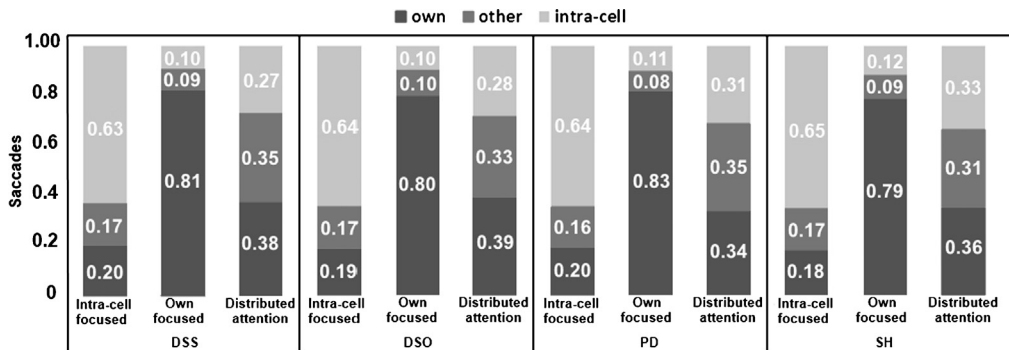 own other intra-cell
Saccades
1.00
0.8
0.6
0.4
0.2
0
0.63 0.17 0.20
0.10 0.09 0.81
0.27 0.35 0.38
0.64 0.17 0.19
0.10 0.10 0.80
0.28 0.33 0.39
0.64 0.16 0.20
0.11 0.08 0.83
0.31 0.35 0.34
0.65 0.17 0.18
0.12 0.09 0.79
0.33 0.31 0.36
Intra-cell Own Distributed Intra-cell Own Distributed Intra-cell Own Distributed Intra-cell Own Distributed
focused focused attention focused focused attention focused focused attention focused focused attention
DSS DSO PD SH